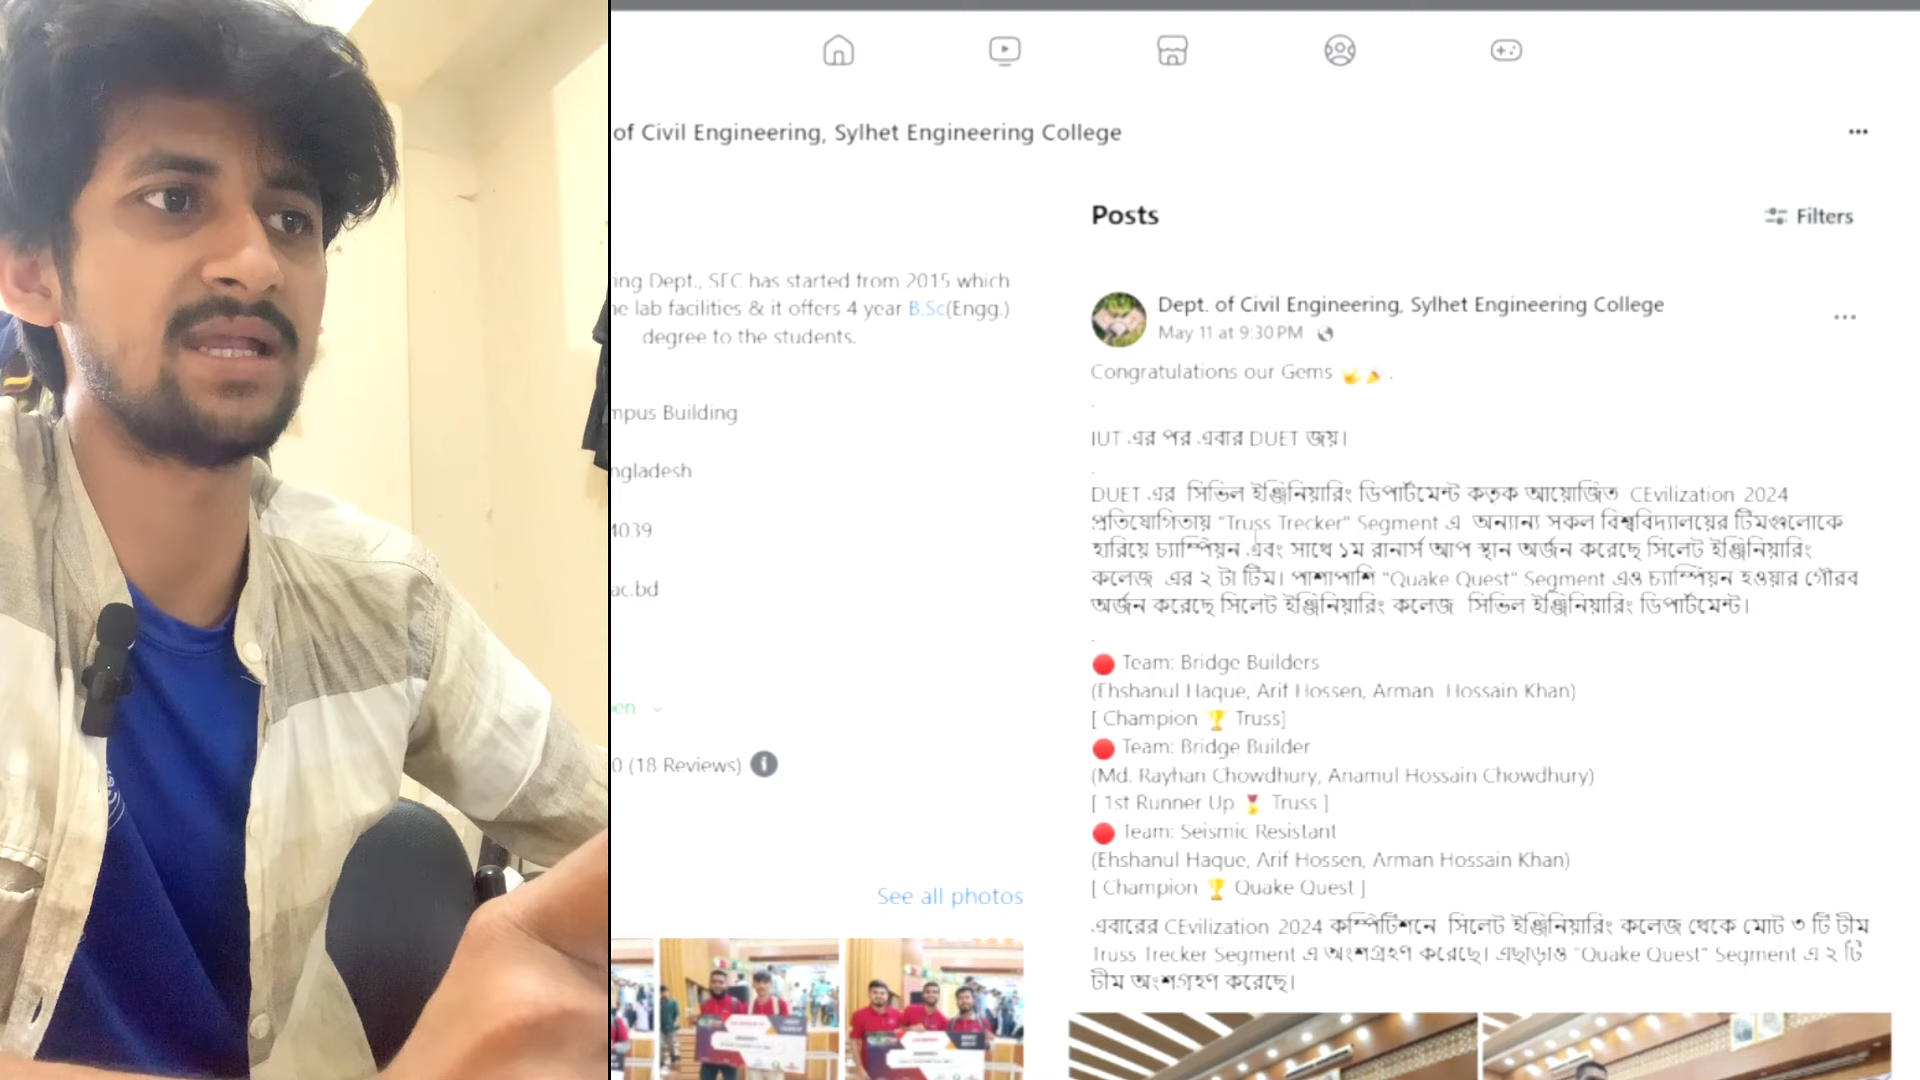 of Civil Engineering, Sylhet Engineering College
Posts
Filters
ing Dept., SEC has started from 2015 which
lab facilities & it offers 4 year B.Sc(Engg.)
degree to the students.
mpus Building
ngladesh
4039
ac.bd
en
0 (18 Reviews)
See all photos
Dept. of Civil Engineering, Sylhet Engineering College
May 11 at 9:30 PM
Congratulations our Gems .
.
IUT এর পর এবার DUET জয়।
.
DUET এর সিভিল ইঞ্জিনিয়ারিং ডিপার্টমেন্ট কতৃক আয়োজিত CEvilization 2024
প্রতিযোগিতায় "Truss Trecker" Segment এ অন্যান্য সকল বিশ্ববিদ্যালয়ের টিমগুলোকে
হারিয়ে চ্যাম্পিয়ন এবং সাথে ১ম রানার্স আপ স্থান অর্জন করেছে সিলেট ইঞ্জিনিয়ারিং
কলেজ এর ২ টা টিম। পাশাপাশি "Quake Quest" Segment এও চ্যাম্পিয়ন হওয়ার গৌরব
অর্জন করেছে সিলেট ইঞ্জিনিয়ারিং কলেজ সিভিল ইঞ্জিনিয়ারিং ডিপার্টমেন্ট।
.
Team: Bridge Builders
(Ehshanul Haque, Arif Hossen, Arman Hossain Khan)
[ Champion 🏆 Truss]
Team: Bridge Builder
(Md. Rayhan Chowdhury, Anamul Hossain Chowdhury)
[ 1st Runner Up 🎖 Truss ]
Team: Seismic Resistant
(Ehshanul Haque, Arif Hossen, Arman Hossain Khan)
[ Champion 🏆 Quake Quest ]
এবারের CEvilization 2024 কম্পিটিশনে সিলেট ইঞ্জিনিয়ারিং কলেজ থেকে মোট ৩ টি টীম
Truss Trecker Segment এ অংশগ্রহণ করেছে। এছাড়াও "Quake Quest" Segment এ ২ টি
টীম অংশগ্রহণ করেছে।